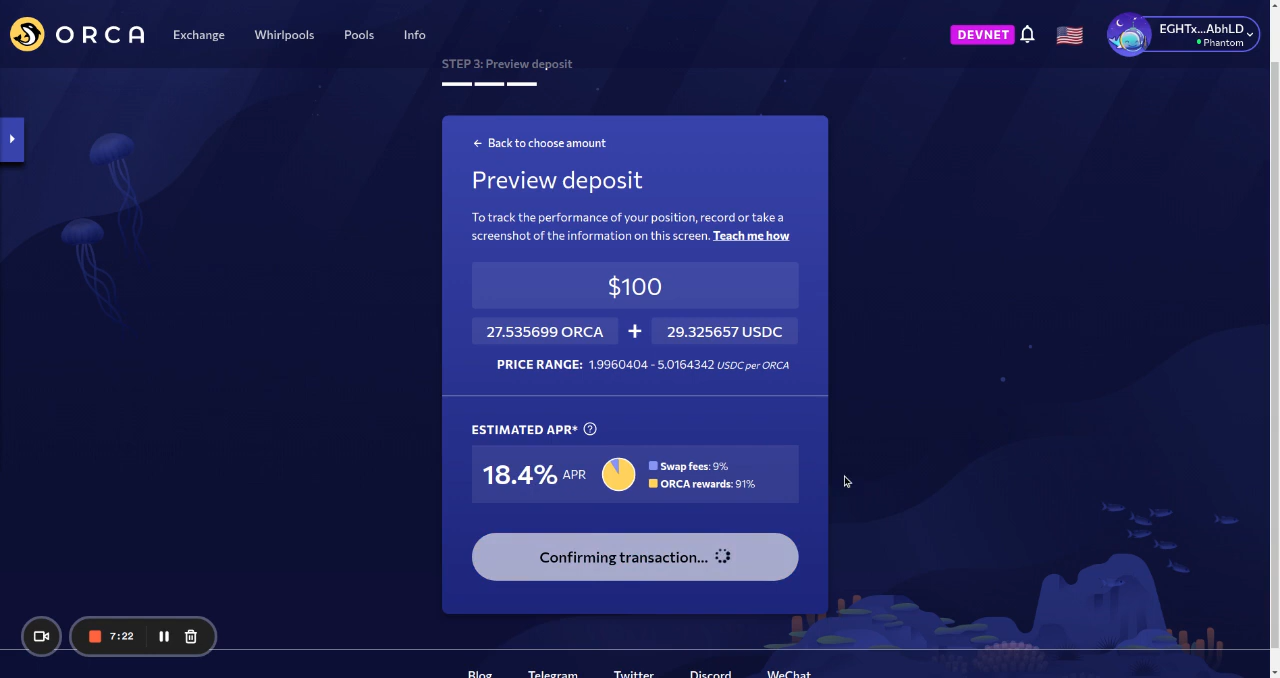 ORCA
Exchange
Whirlpools
Pools
Info
DEVNET
EGHTx...AbhLD
Phantom
STEP 3: Preview deposit
Back to choose amount
Preview deposit
To track the performance of your position, record or take a
screenshot of the information on this screen. Teach me how
$100
27.535699 ORCA + 29.325657 USDC
PRICE RANGE: 1.9960404 - 5.0164342 USDC per ORCA
ESTIMATED APR* ?
18.4% APR
Swap fees: 9%
ORCA rewards: 91%
Confirming transaction...
7:22
Blog
Telegram
Twitter
Discord
WeChat